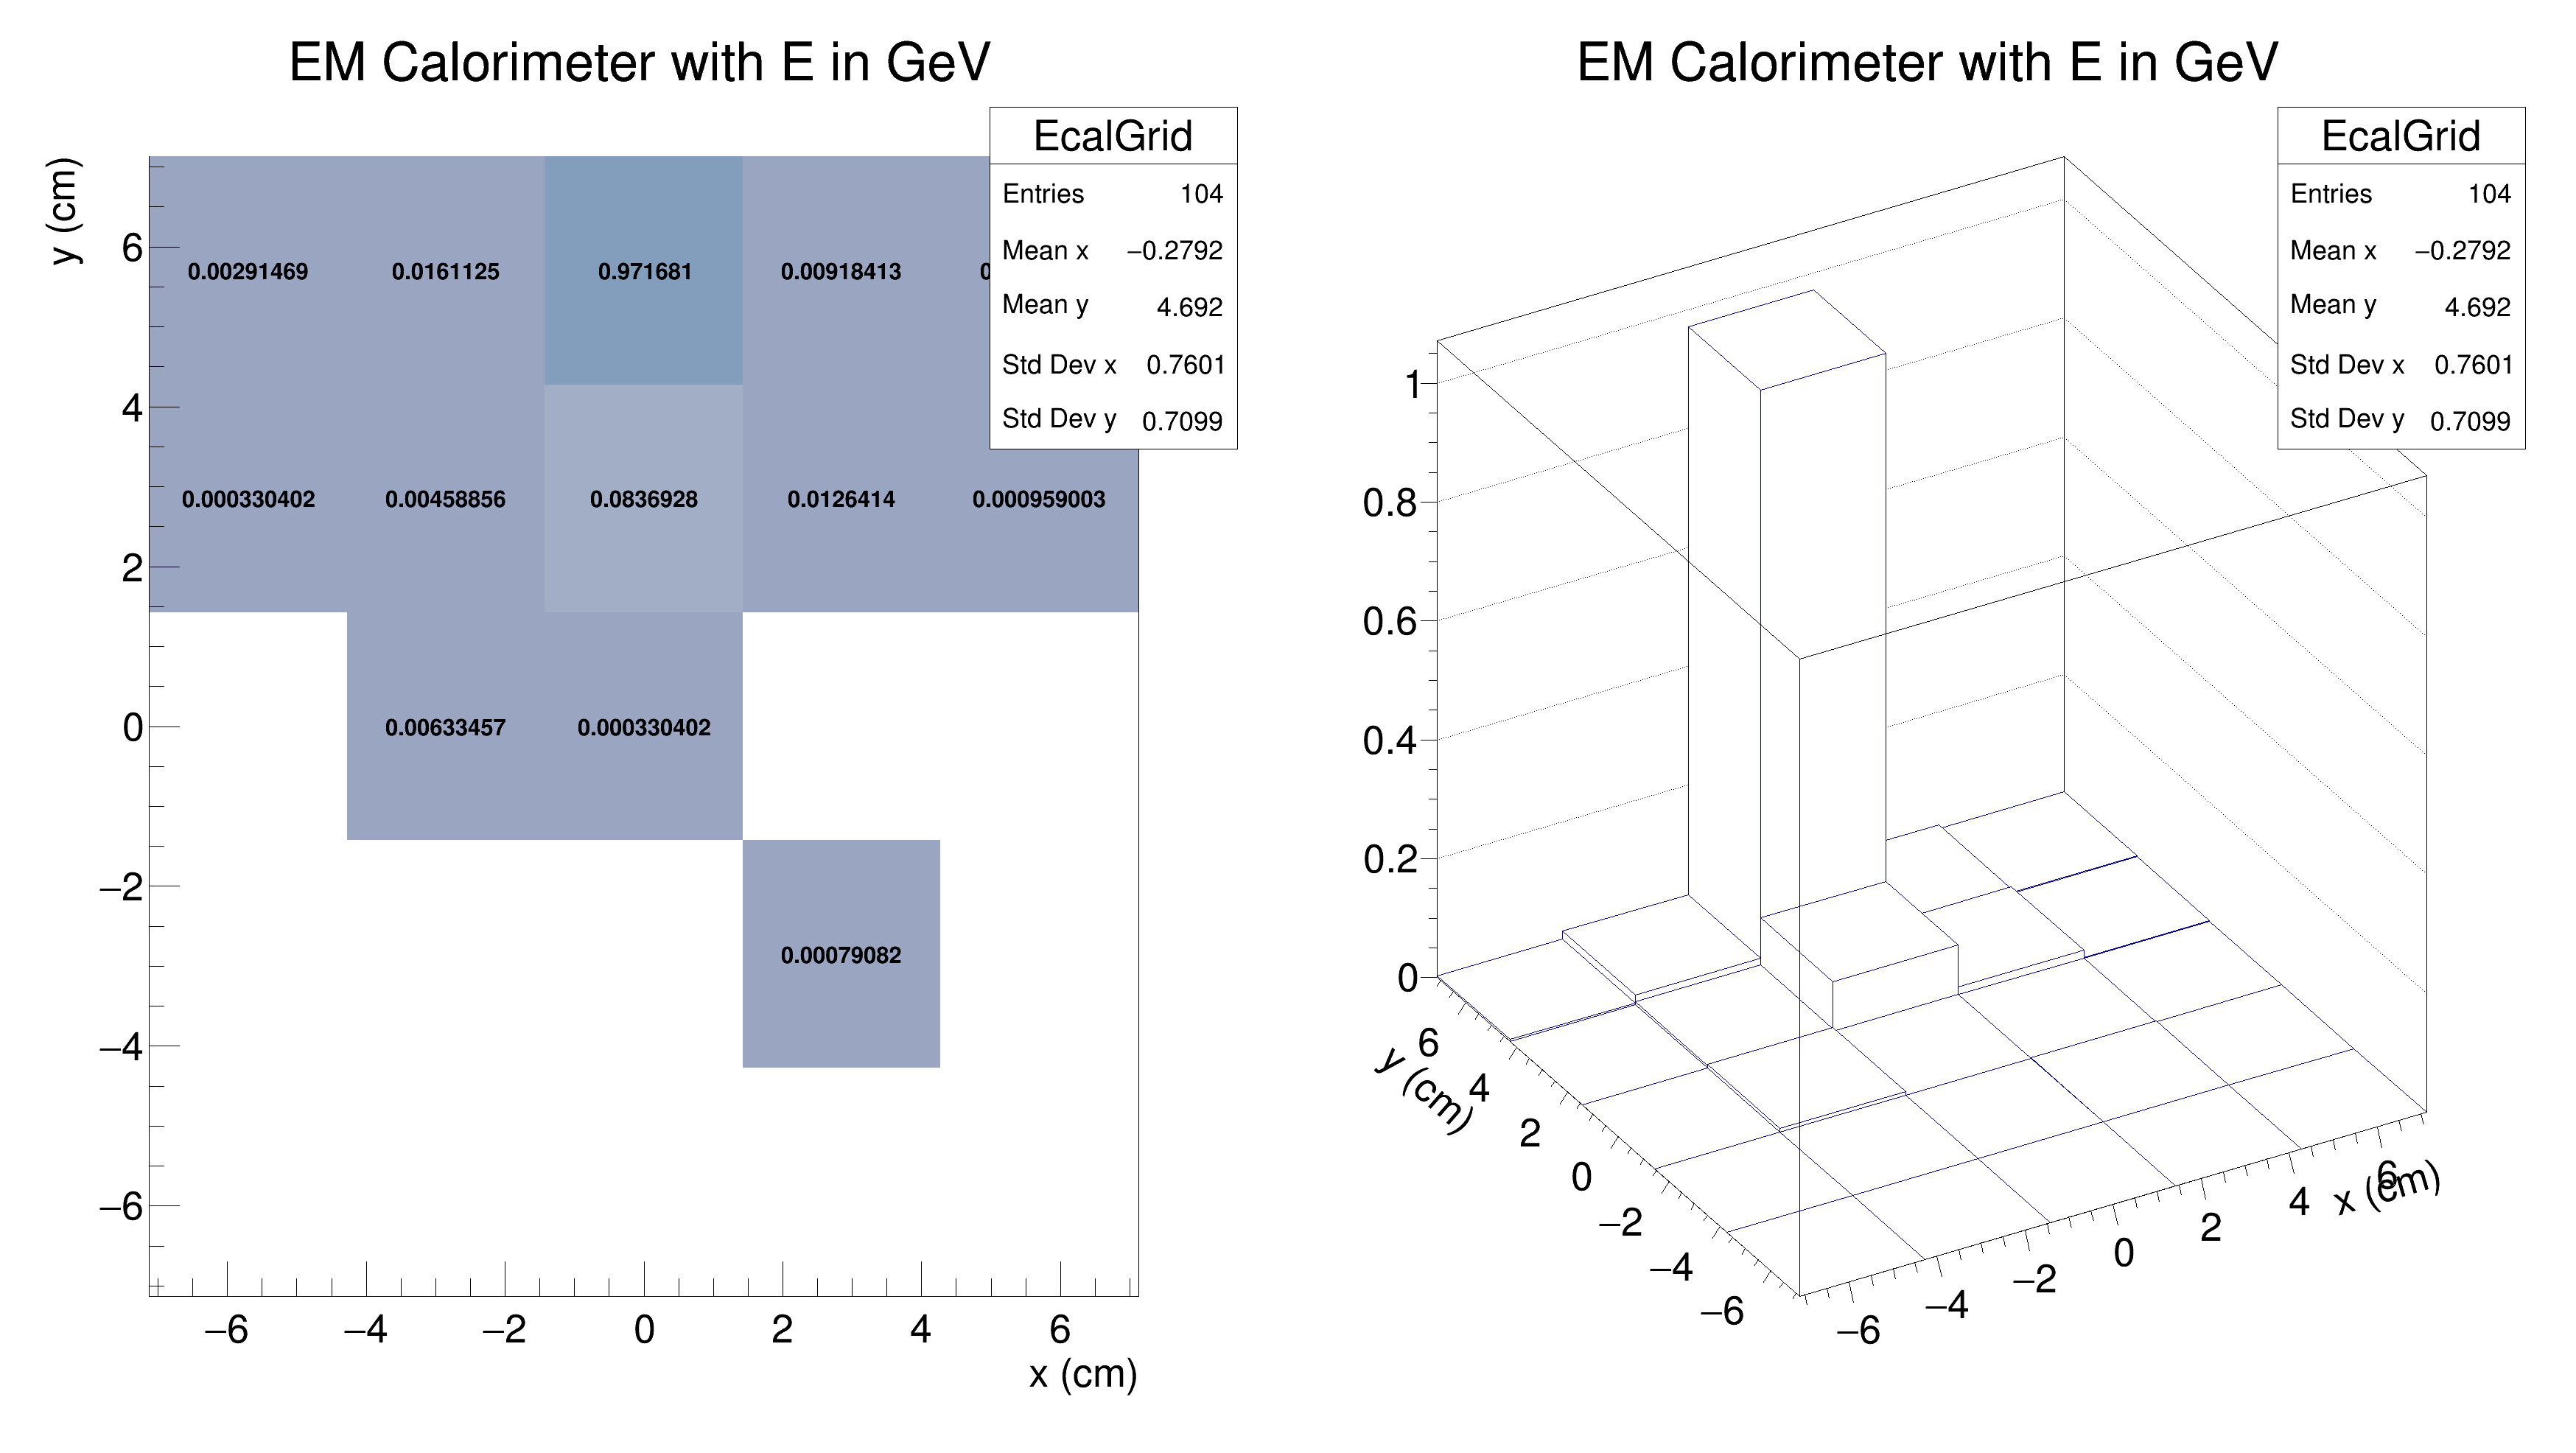 EM Calorimeter with E in GeV
EcalGrid
Entries 104
Mean x −0.2792
Mean y 4.692
Std Dev x 0.7601
Std Dev y 0.7099
y (cm)
6
4
2
0
−2
−4
−6
0.00291469 0.0161125 0.971681 0.00918413
0.000330402 0.00458856 0.0836928 0.0126414 0.000959003
0.00633457 0.000330402
0.00079082
−6 −4 −2 0 2 4 6
x (cm)
EM Calorimeter with E in GeV
EcalGrid
Entries 104
Mean x −0.2792
Mean y 4.692
Std Dev x 0.7601
Std Dev y 0.7099
1
0.8
0.6
0.4
0.2
0
6
4
2
0
−2
−4
−6
y (cm)
−6
−4
−2
0
2
4
6
x (cm)